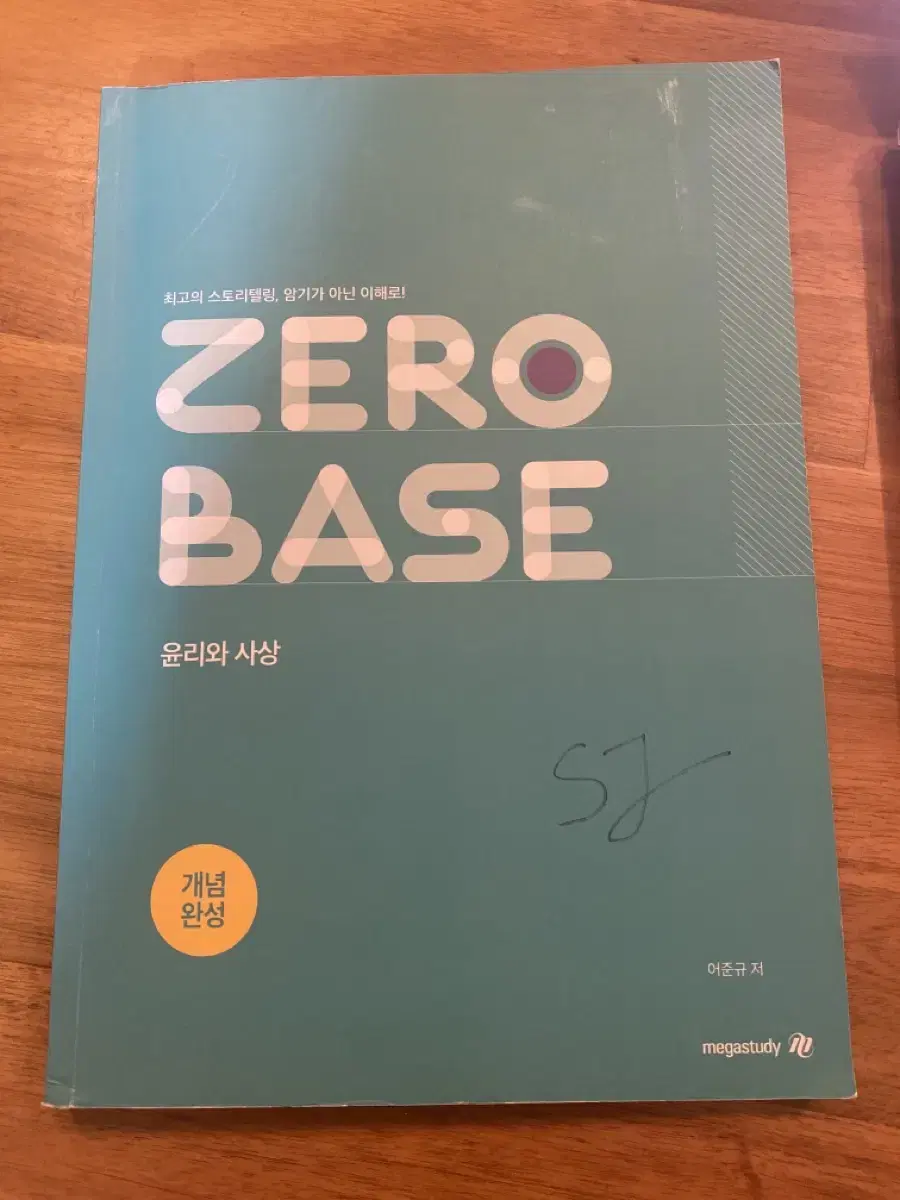 최고의 스토리텔링, 암기가 아닌 이해로!
ZERO
BASE
윤리와 사상
SJ
개념
완성
어준규 저
megastudy